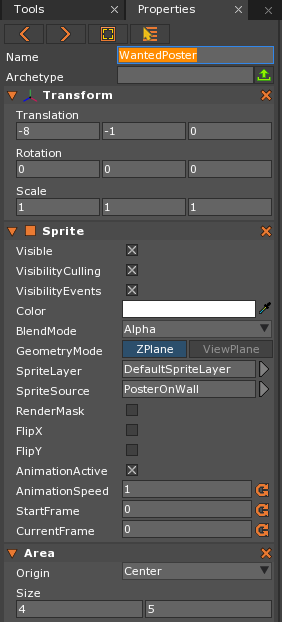 Tools Properties
Name WantedPoster
Archetype
Transform
Translation
-8 -1 0
Rotation
0 0 0
Scale
1 1 1
Sprite
Visible
VisibilityCulling
VisibilityEvents
Color
BlendMode Alpha
GeometryMode ZPlane ViewPlane
SpriteLayer DefaultSpriteLayer
SpriteSource PosterOnWall
RenderMask
FlipX
FlipY
AnimationActive
AnimationSpeed 1
StartFrame 0
CurrentFrame 0
Area
Origin Center
Size
4 5